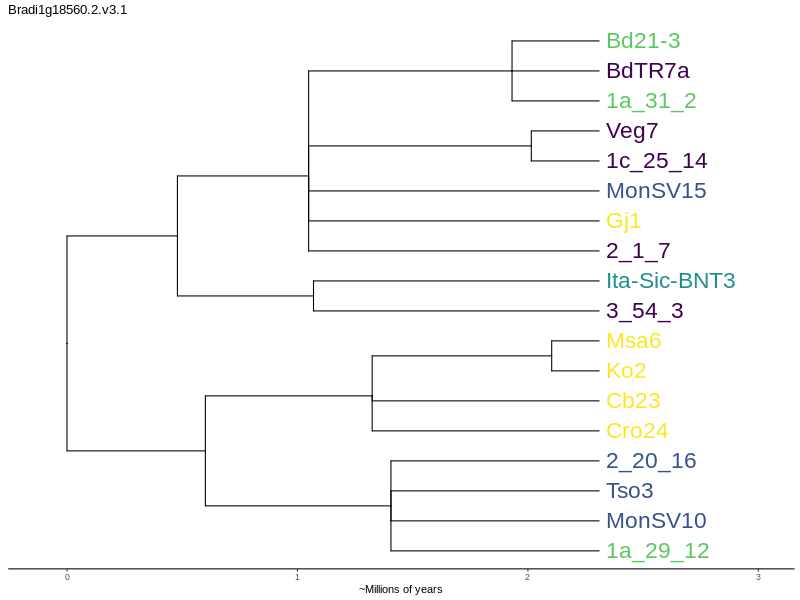 Bradi1g18560.2.v3.1
Bd21-3
BdTR7a
1a_31_2
Veg7
1c_25_14
MonSV15
Gj1
2_1_7
Ita-Sic-BNT3
3_54_3
Msa6
Ko2
Cb23
Cro24
2_20_16
Tso3
MonSV10
1a_29_12
0 1 2 3
~Millions of years